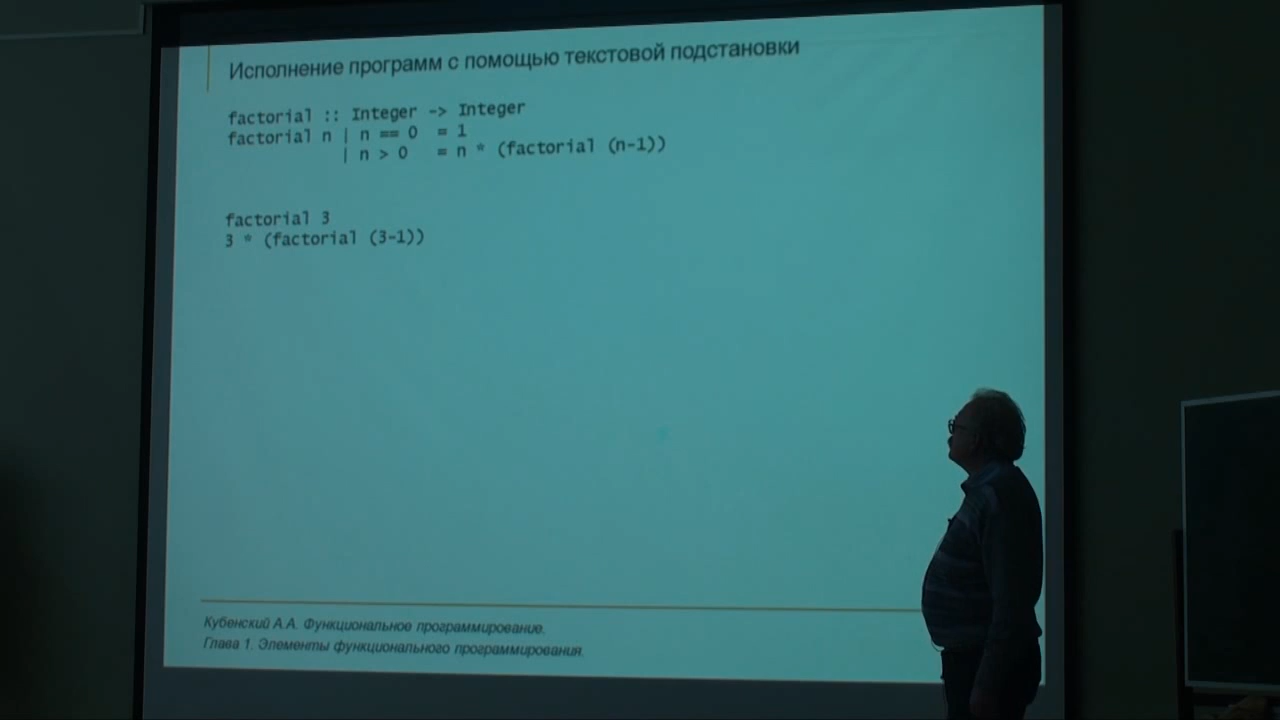 Исполнение программ с помощью текстовой подстановки
factorial :: Integer -> Integer
factorial n | n == 0  = 1
            | n > 0   = n * (factorial (n-1))
factorial 3
3 * (factorial (3-1))
Кубенский А.А. Функциональное программирование.
Глава 1. Элементы функционального программирования.